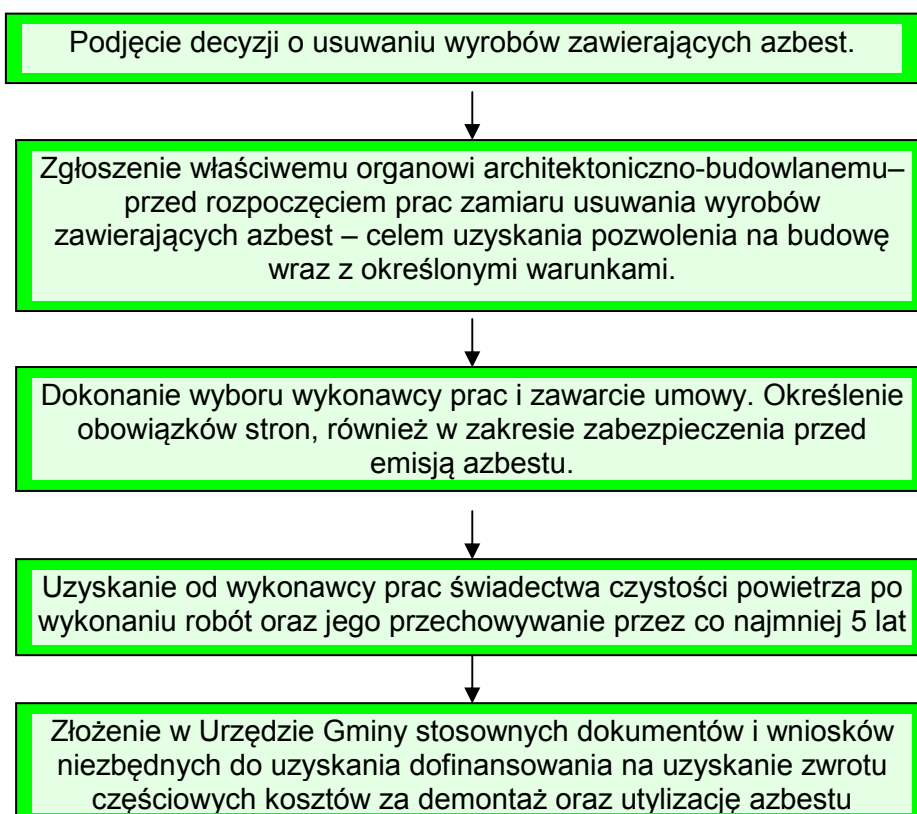 Podjęcie decyzji o usuwaniu wyrobów zawierających azbest.
Zgłoszenie właściwemu organowi architektoniczno-budowlanemu–
przed rozpoczęciem prac zamiaru usuwania wyrobów
zawierających azbest – celem uzyskania pozwolenia na budowę
wraz z określonymi warunkami.
Dokonanie wyboru wykonawcy prac i zawarcie umowy. Określenie
obowiązków stron, również w zakresie zabezpieczenia przed
emisją azbestu.
Uzyskanie od wykonawcy prac świadectwa czystości powietrza po
wykonaniu robót oraz jego przechowywanie przez co najmniej 5 lat
Złożenie w Urzędzie Gminy stosownych dokumentów i wniosków
niezbędnych do uzyskania dofinansowania na uzyskanie zwrotu
częściowych kosztów za demontaż oraz utylizację azbestu